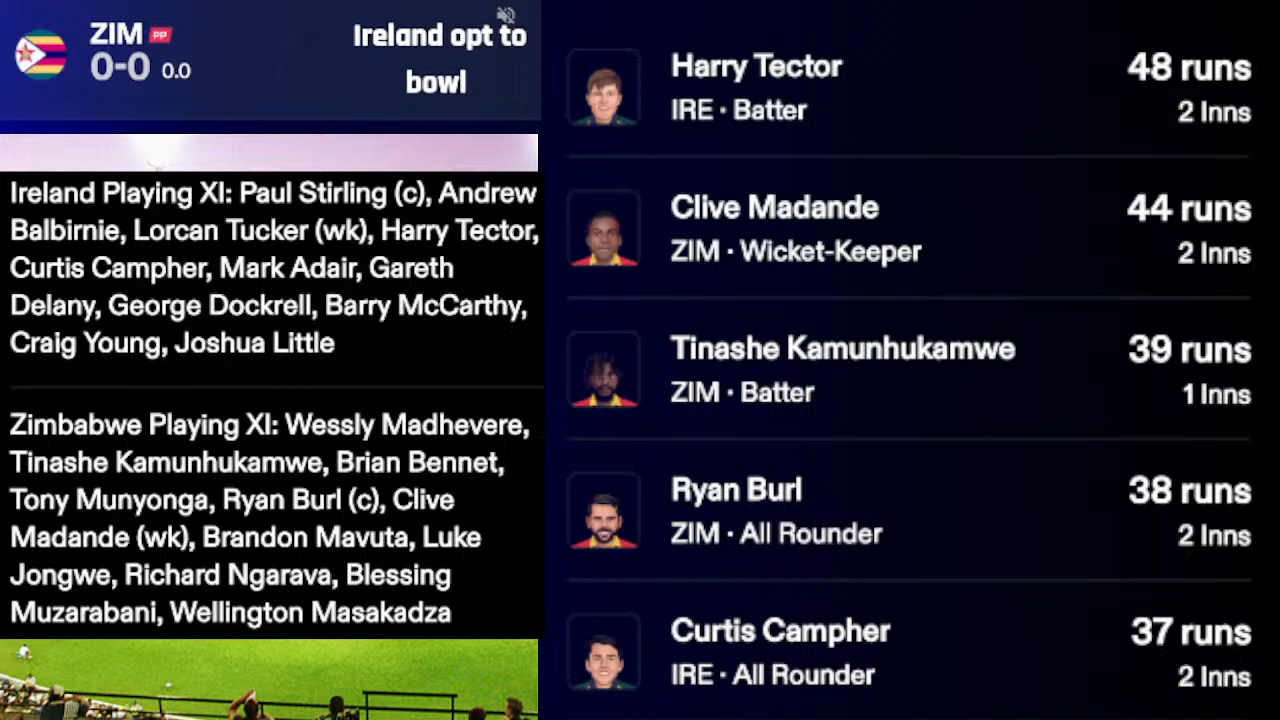 ZIM PP
0-0 0.0
Ireland opt to
bowl
Ireland Playing XI: Paul Stirling (c), Andrew
Balbirnie, Lorcan Tucker (wk), Harry Tector,
Curtis Campher, Mark Adair, Gareth
Delany, George Dockrell, Barry McCarthy,
Craig Young, Joshua Little
Zimbabwe Playing XI: Wessly Madhevere,
Tinashe Kamunhukamwe, Brian Bennet,
Tony Munyonga, Ryan Burl (c), Clive
Madande (wk), Brandon Mavuta, Luke
Jongwe, Richard Ngarava, Blessing
Muzarabani, Wellington Masakadza
Harry Tector 48 runs
IRE · Batter 2 Inns
Clive Madande 44 runs
ZIM · Wicket-Keeper 2 Inns
Tinashe Kamunhukamwe 39 runs
ZIM · Batter 1 Inns
Ryan Burl 38 runs
ZIM · All Rounder 2 Inns
Curtis Campher 37 runs
IRE · All Rounder 2 Inns